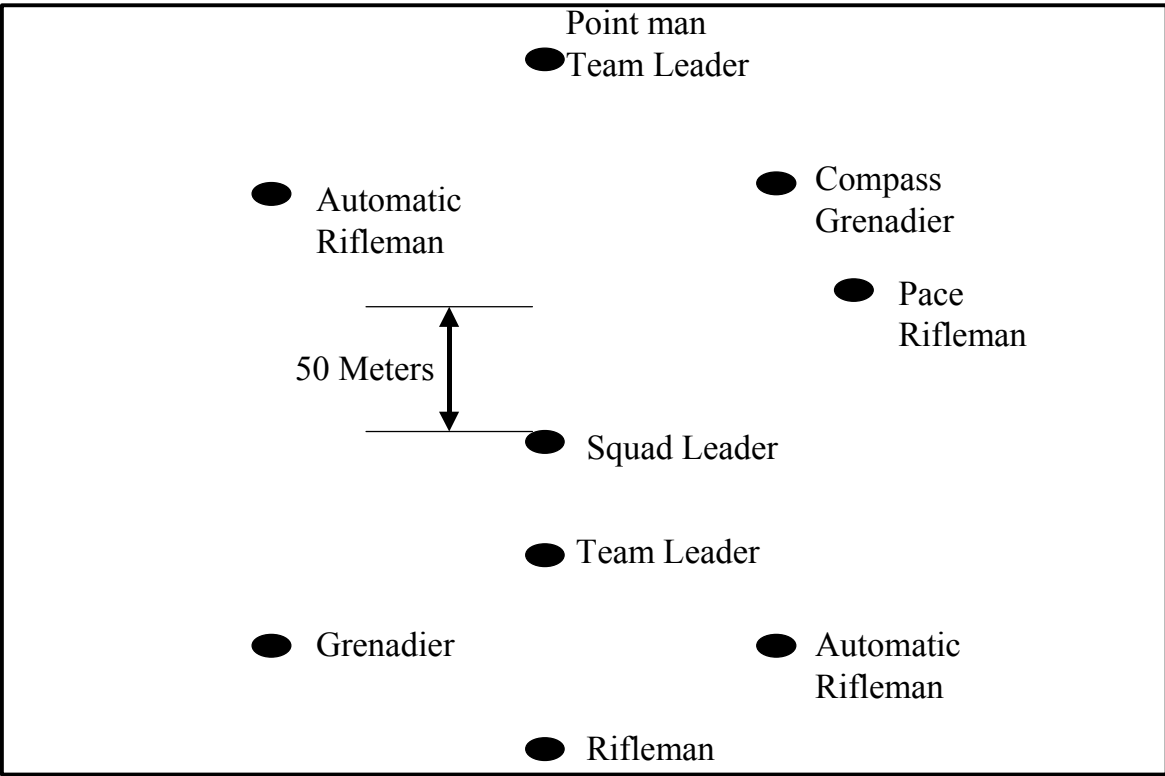 Point man
Team Leader
Automatic
Rifleman
Compass
Grenadier
Pace
Rifleman
50 Meters
Squad Leader
Team Leader
Grenadier
Automatic
Rifleman
Rifleman